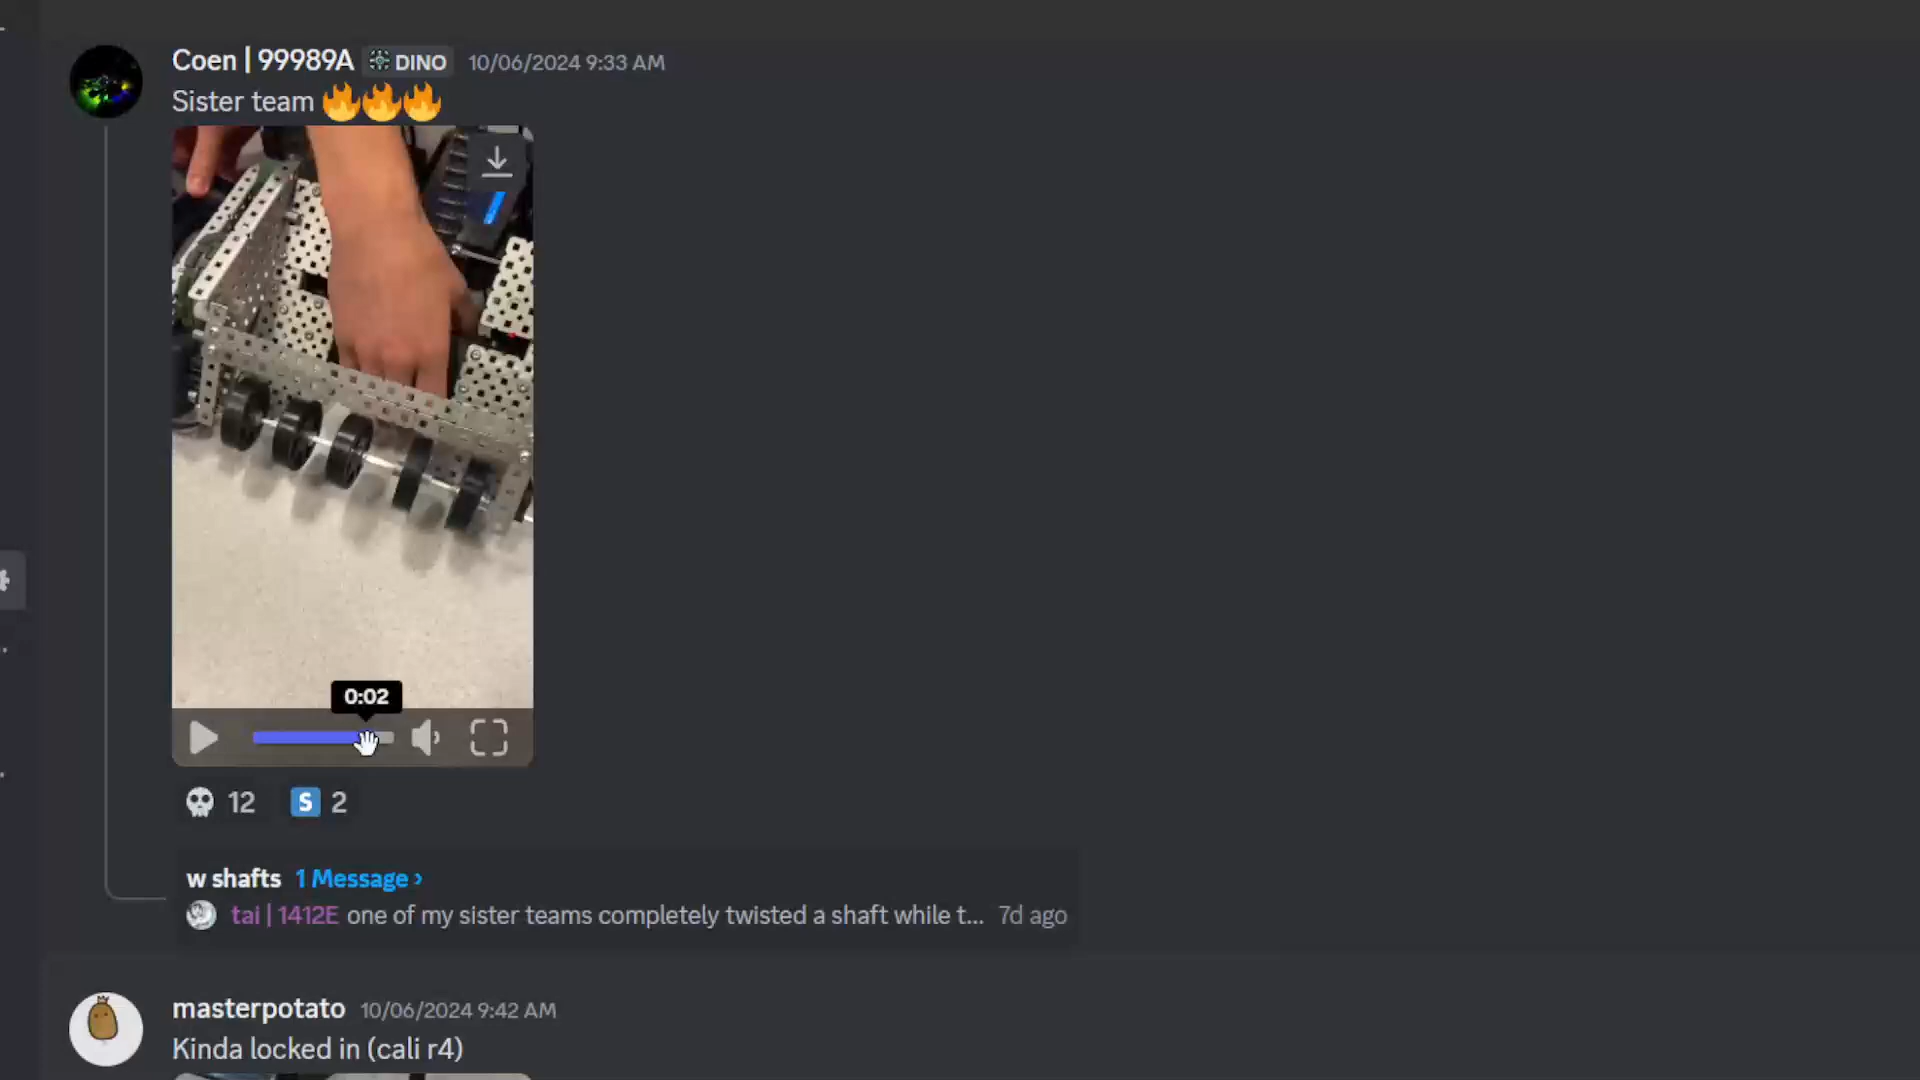 Coen | 99989A DINO 10/06/2024 9:33 AM
Sister team 🔥🔥🔥
0:02
💀 12 S 2
w shafts 1 Message ›
tai | 1412E one of my sister teams completely twisted a shaft while t... 7d ago
masterpotato 10/06/2024 9:42 AM
Kinda locked in (cali r4)